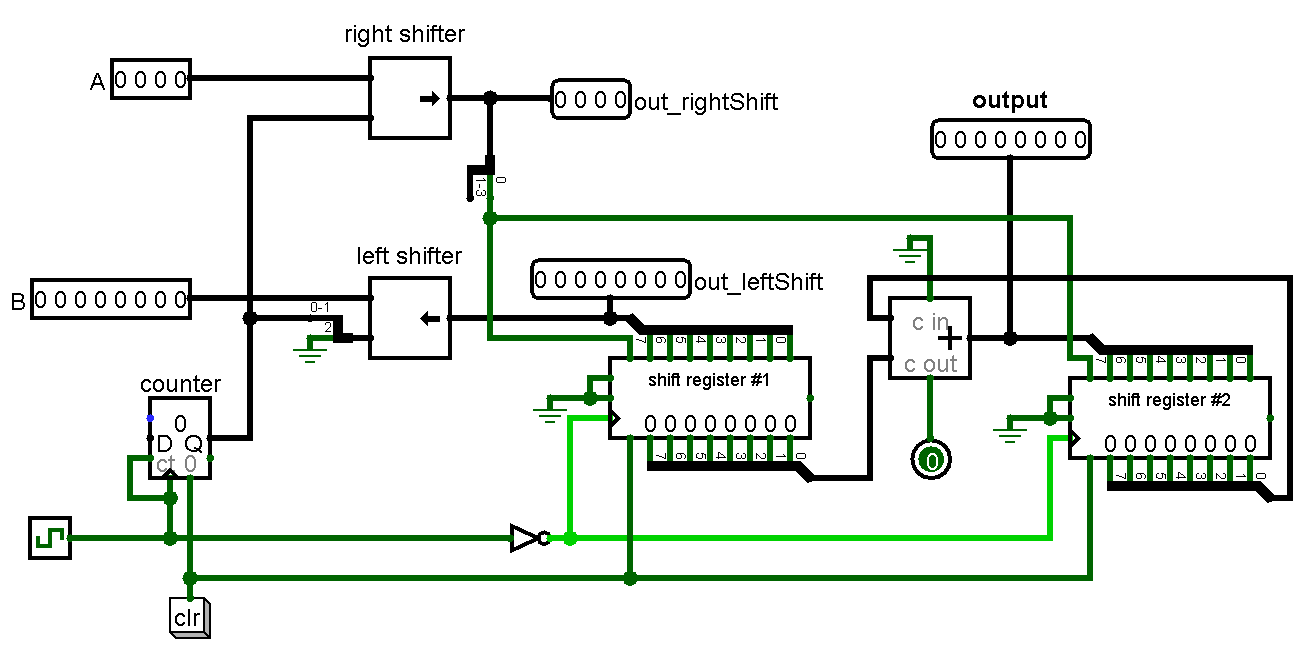 right shifter
A 0 0 0 0
0 0 0 0 out_rightShift
output
0 0 0 0 0 0 0 0
1-3 0
left shifter
B 0 0 0 0 0 0 0 0
0-1
2
0 0 0 0 0 0 0 0 out_leftShift
7 6 5 4 3 2 1 0
shift register #1
0 0 0 0 0 0 0 0
7 6 5 4 3 2 1 0
c in
+
c out
0
7 6 5 4 3 2 1 0
shift register #2
0 0 0 0 0 0 0 0
7 6 5 4 3 2 1 0
counter
0
D Q
ct 0
clr